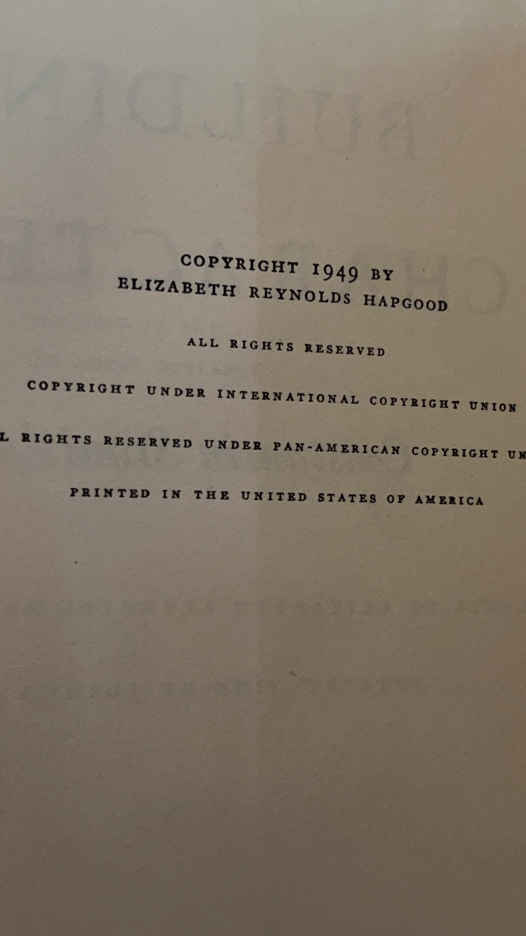 COPYRIGHT 1949 BY
ELIZABETH REYNOLDS HAPGOOD
ALL RIGHTS RESERVED
COPYRIGHT UNDER INTERNATIONAL COPYRIGHT UNION
L RIGHTS RESERVED UNDER PAN-AMERICAN COPYRIGHT UN
PRINTED IN THE UNITED STATES OF AMERICA